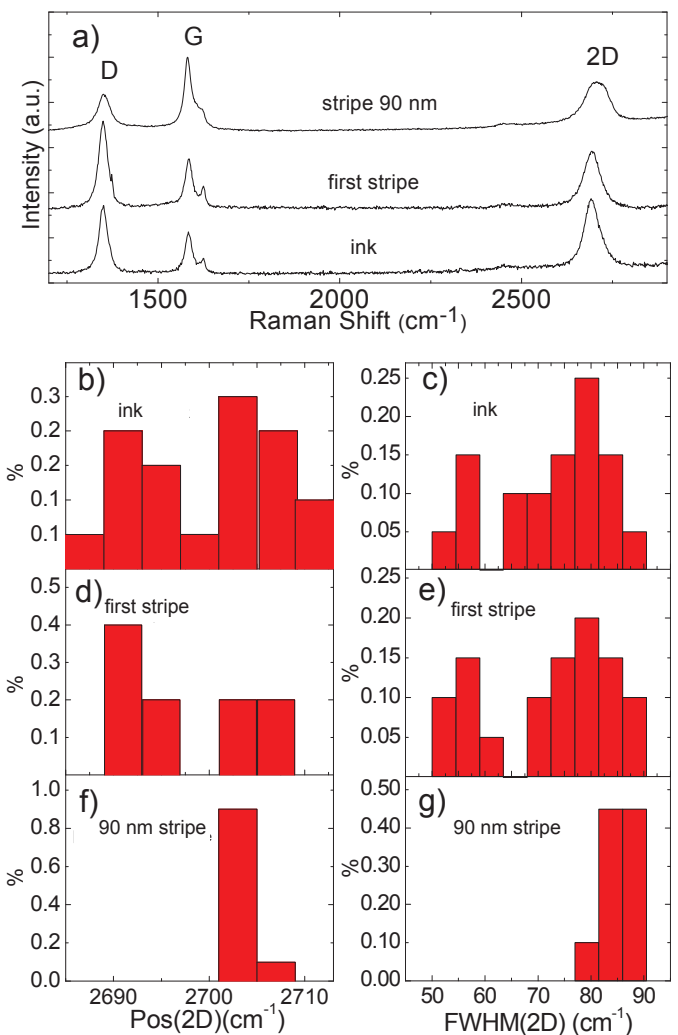 a)
D
G
2D
stripe 90 nm
first stripe
ink
Intensity (a.u.)
1500
2000
2500
Raman Shift (cm-1)
b)
ink
0.3
0.2
0.2
0.1
0.1
%
c)
ink
0.25
0.20
0.15
0.10
0.05
%
d)
first stripe
0.5
0.4
0.3
0.2
0.1
%
e)
first stripe
0.25
0.20
0.15
0.10
0.05
%
f)
90 nm stripe
1.0
0.8
0.6
0.4
0.2
0.0
%
2690
2700
2710
Pos(2D)(cm-1)
g)
90 nm stripe
0.50
0.40
0.30
0.20
0.10
0.00
%
50
60
70
80
90
FWHM(2D) (cm-1)